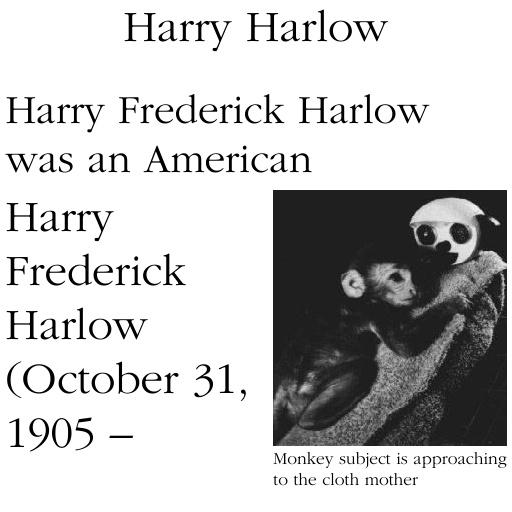 Harry Harlow
Harry Frederick Harlow
was an American
Harry
Frederick
Harlow
(October 31,
1905 –
Monkey subject is approaching
to the cloth mother